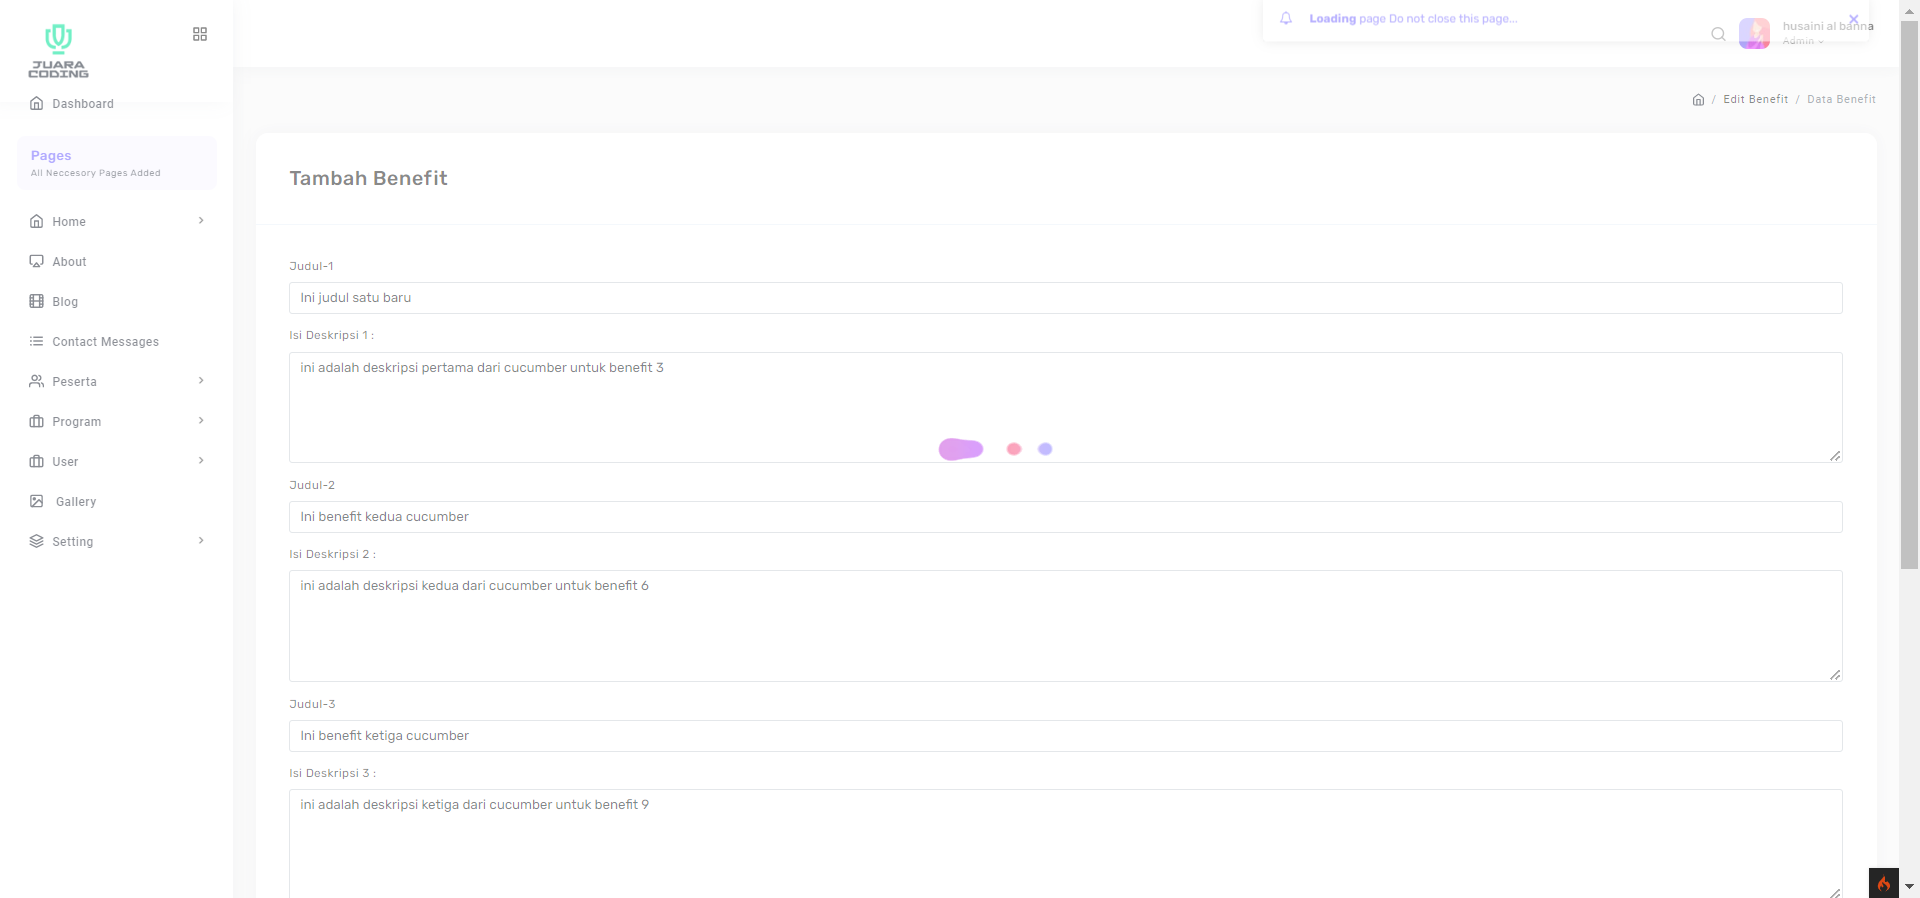 JUARA
CODING
Dashboard
Pages
All Neccesory Pages Added
Home
About
Blog
Contact Messages
Peserta
Program
User
Gallery
Setting
Loading page Do not close this page...
husaini al banna
Admin
/ Edit Benefit / Data Benefit
Tambah Benefit
Judul-1
Ini judul satu baru
Isi Deskripsi 1 :
ini adalah deskripsi pertama dari cucumber untuk benefit 3
Judul-2
Ini benefit kedua cucumber
Isi Deskripsi 2 :
ini adalah deskripsi kedua dari cucumber untuk benefit 6
Judul-3
Ini benefit ketiga cucumber
Isi Deskripsi 3 :
ini adalah deskripsi ketiga dari cucumber untuk benefit 9